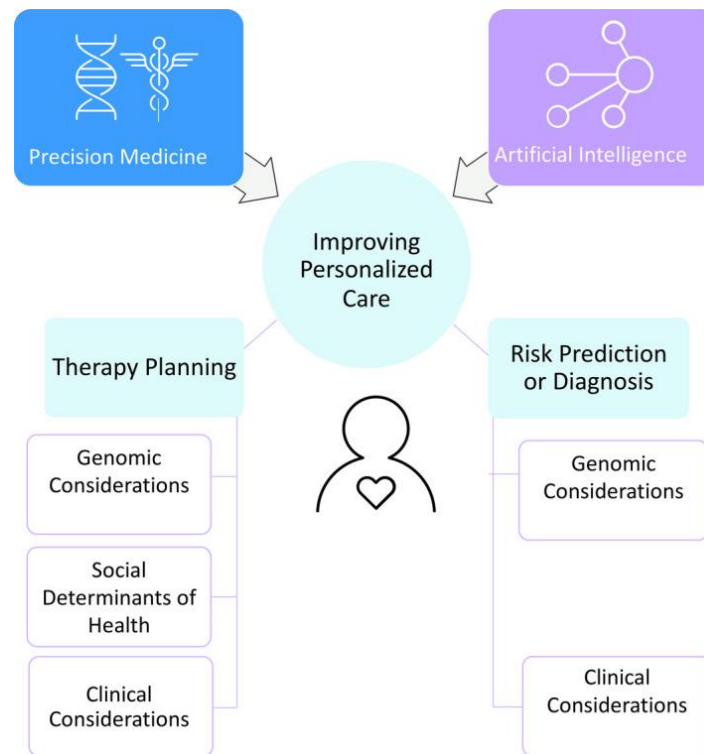 Precision Medicine
Artificial Intelligence
Improving
Personalized
Care
Therapy Planning
Risk Prediction
or Diagnosis
Genomic
Considerations
Social
Determinants of
Health
Clinical
Considerations
Genomic
Considerations
Clinical
Considerations